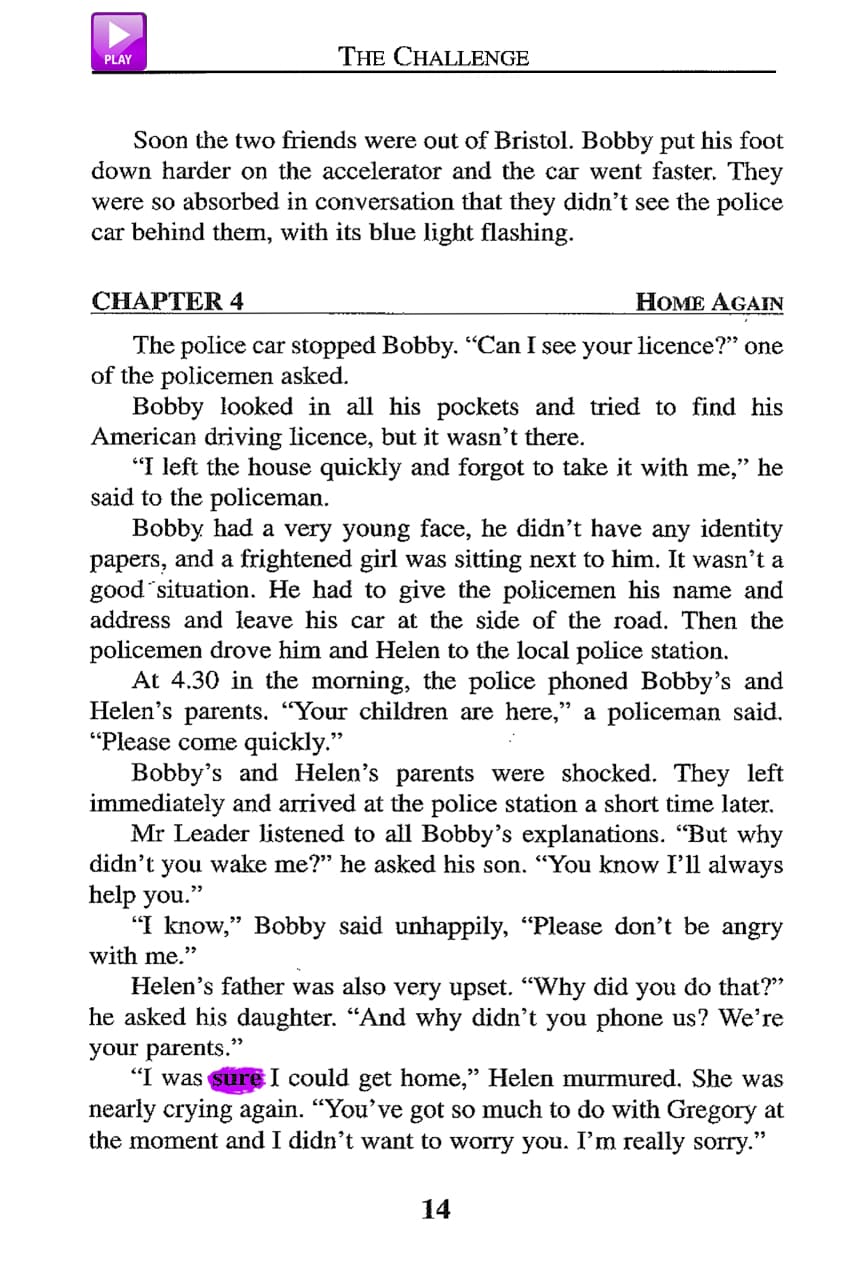 PLAY
THE CHALLENGE
Soon the two friends were out of Bristol. Bobby put his foot
down harder on the accelerator and the car went faster. They
were so absorbed in conversation that they didn’t see the police
car behind them, with its blue light flashing.
CHAPTER 4 HOME AGAIN
The police car stopped Bobby. “Can I see your licence?” one
of the policemen asked.
Bobby looked in all his pockets and tried to find his
American driving licence, but it wasn’t there.
“I left the house quickly and forgot to take it with me,” he
said to the policeman.
Bobby had a very young face, he didn’t have any identity
papers, and a frightened girl was sitting next to him. It wasn’t a
good situation. He had to give the policemen his name and
address and leave his car at the side of the road. Then the
policemen drove him and Helen to the local police station.
At 4.30 in the morning, the police phoned Bobby’s and
Helen’s parents. “Your children are here,” a policeman said.
“Please come quickly.”
Bobby’s and Helen’s parents were shocked. They left
immediately and arrived at the police station a short time later.
Mr Leader listened to all Bobby’s explanations. “But why
didn’t you wake me?” he asked his son. “You know I’ll always
help you.”
“I know,” Bobby said unhappily, “Please don’t be angry
with me.”
Helen’s father was also very upset. “Why did you do that?”
he asked his daughter. “And why didn’t you phone us? We’re
your parents.”
“I was sure I could get home,” Helen murmured. She was
nearly crying again. “You’ve got so much to do with Gregory at
the moment and I didn’t want to worry you. I’m really sorry.”
14